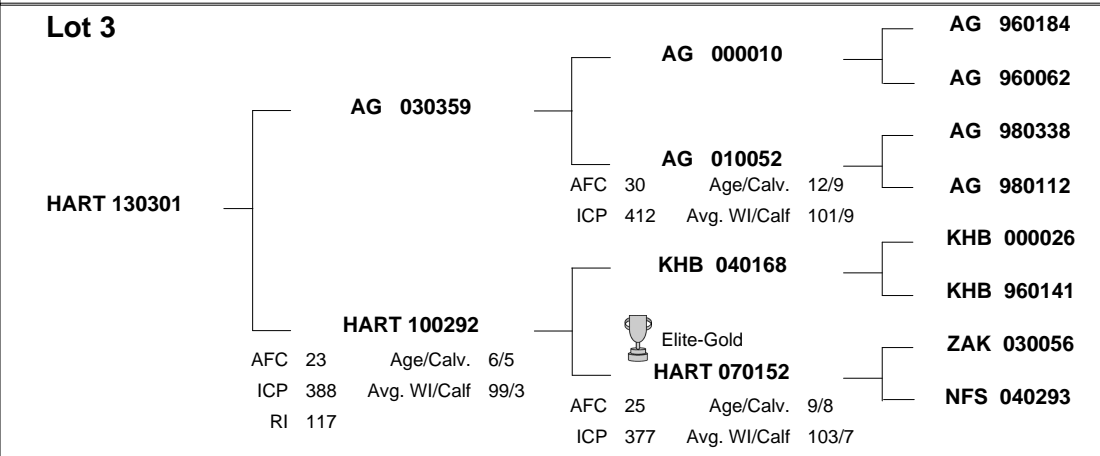 Lot 3
AG 960184
AG 000010
AG 960062
AG 030359
AG 980338
AG 010052
AFC 30 Age/Calv. 12/9
AG 980112
HART 130301
ICP 412 Avg. WI/Calf 101/9
KHB 000026
KHB 040168
KHB 960141
HART 100292
Elite-Gold
ZAK 030056
AFC 23 Age/Calv. 6/5
HART 070152
ICP 388 Avg. WI/Calf 99/3
NFS 040293
AFC 25 Age/Calv. 9/8
RI 117
ICP 377 Avg. WI/Calf 103/7